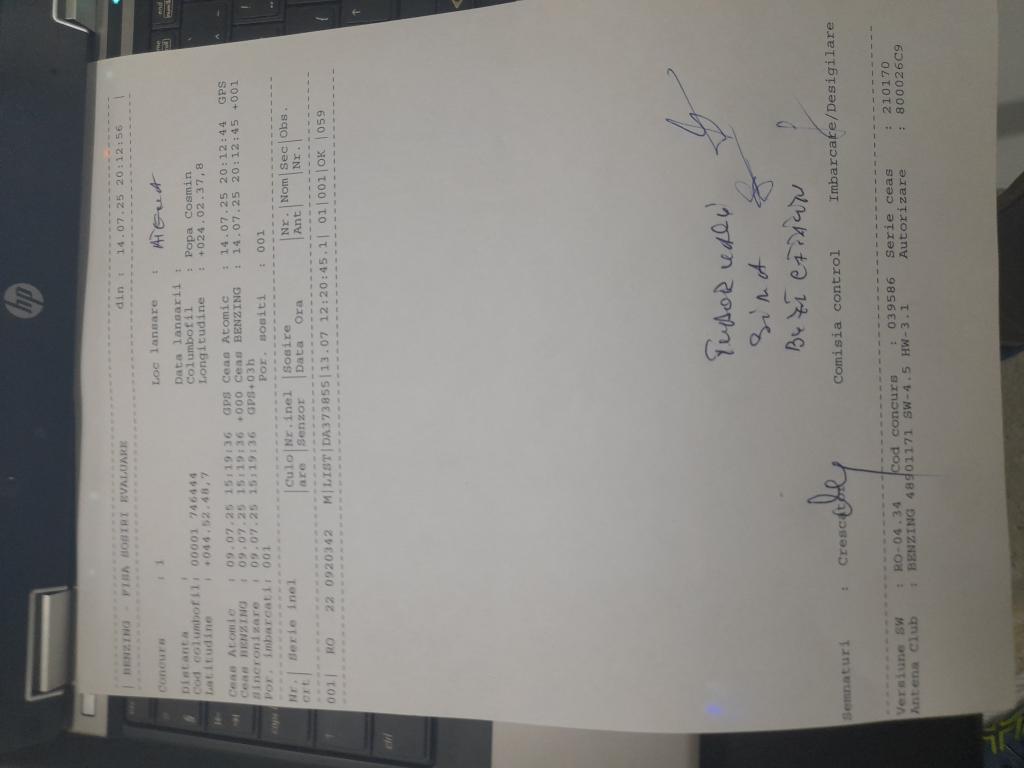 | BENZING - FISA SOSIRI EVALUARE din : 14.07.25 20:12:56 |
Concurs : 1 Loc lansare : ATENA
Distanta : Data lansarii :
Cod columbofil: 0000 746444 Columbofil : Popa Cosmin
Latitudine : +044.52.48,7 Longitudine : +024.02.37,8
Ceas Atomic : 09.07.25 15:19:36 GPS Ceas Atomic : 14.07.25 20:12:44 GPS
Ceas BENZING : 09.07.25 15:19:36 +000 Ceas BENZING : 14.07.25 20:12:45 +001
Sincronizare : 09.07.25 15:19:36 GPS+03h
Por. imbarcati: 001 Por. sositi : 001
Nr| Serie inel |Culo|Nr.inel |Sosire |Nr. |Nom|Sec|Obs.
crt| |are |Senzor |Data Ora |Ant| |Nr.|
001| RO 22 0920342 M|LIST|DA373855|13.07 12:20:45.1| 01|001|OK |059
Semnaturi : Crescator Comisia control Imbarcare/Desigilare
Versiune SW : RO-04.34 Cod concurs : 039586 Serie ceas : 210170
Antena Club : BENZING 48901171 SW-4.5 HW-3.1 Autorizare : 800026C9
hp